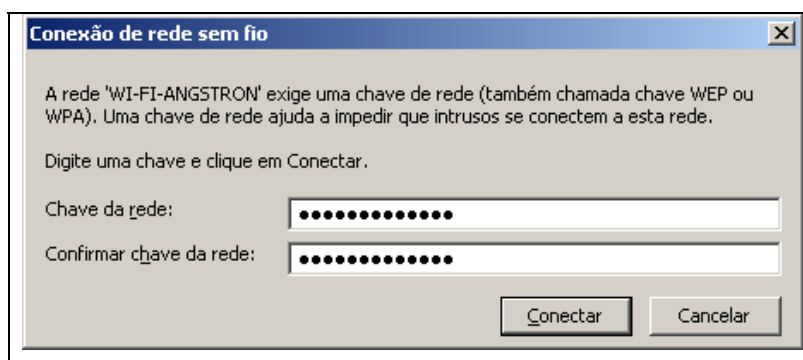 Conexão de rede sem fio
A rede 'WI-FI-ANGSTRON' exige uma chave de rede (também chamada chave WEP ou
WPA). Uma chave de rede ajuda a impedir que intrusos se conectem a esta rede.
Digite uma chave e clique em Conectar.
Chave da rede: •••••••••••••
Confirmar chave da rede: •••••••••••••
Conectar Cancelar